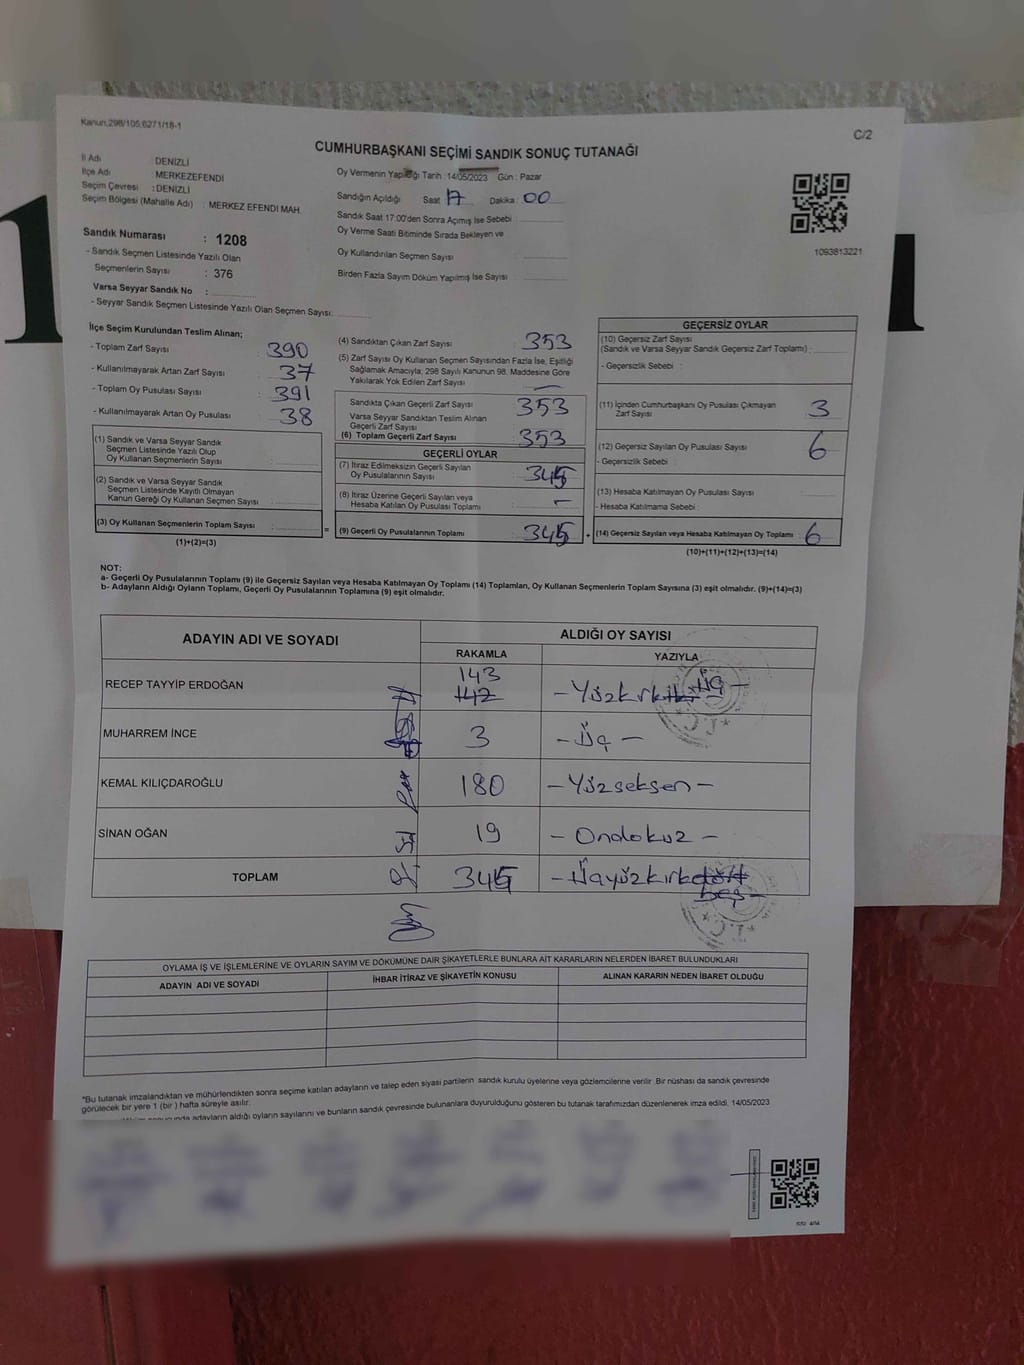 Kanun.298/105.6271/18-1
C/2
CUMHURBAŞKANI SEÇİMİ SANDIK SONUÇ TUTANAĞI
İl Adı : DENİZLİ
İlçe Adı : MERKEZEFENDİ
Seçim Çevresi : DENİZLİ
Seçim Bölgesi (Mahalle Adı) : MERKEZ EFENDİ MAH.
Sandık Numarası : 1208
- Sandık Seçmen Listesinde Yazılı Olan
Seçmenlerin Sayısı : 376
Varsa Seyyar Sandık No :
- Seyyar Sandık Seçmen Listesinde Yazılı Olan Seçmen Sayısı:
Oy Vermenin Yapıldığı Tarih : 14/05/2023 Gün : Pazar
Sandığın Açıldığı Saat 17 Dakika : 00
Sandık Saat 17:00'den Sonra Açımış İse Sebebi :
Oy Verme Saati Bitiminde Sırada Bekleyen ve
Oy Kullandırılan Seçmen Sayısı :
Birden Fazla Sayım Döküm Yapılmış İse Sayısı :
1093813221
İlçe Seçim Kurulundan Teslim Alınan;
- Toplam Zarf Sayısı : 390
- Kullanılmayarak Artan Zarf Sayısı : 37
- Toplam Oy Pusulası Sayısı : 391
- Kullanılmayarak Artan Oy Pusulası : 38
(1) Sandık ve Varsa Seyyar Sandık
Seçmen Listesinde Yazılı Olup
Oy Kullanan Seçmenlerin Sayısı :
(2) Sandık ve Varsa Seyyar Sandık
Seçmen Listesinde Kayıtlı Olmayan
Kanun Gereği Oy Kullanan Seçmen Sayısı :
(3) Oy Kullanan Seçmenlerin Toplam Sayısı :
(1)+(2)=(3)
(4) Sandıktan Çıkan Zarf Sayısı : 353
(5) Zarf Sayısı Oy Kullanan Seçmen Sayısından Fazla İse, Eşitliği
Sağlamak Amacıyla; 298 Sayılı Kanunun 98. Maddesine Göre
Yakılarak Yok Edilen Zarf Sayısı : —
Sandıkta Çıkan Geçerli Zarf Sayısı : 353
Varsa Seyyar Sandıktan Teslim Alınan
Geçerli Zarf Sayısı :
(6) Toplam Geçerli Zarf Sayısı : 353
GEÇERLİ OYLAR
(7) İtiraz Edilmeksizin Geçerli Sayılan
Oy Pusulalarının Sayısı : 345
(8) İtiraz Üzerine Geçerli Sayılan veya
Hesaba Katılan Oy Pusulası Toplamı : -
(9) Geçerli Oy Pusulalarının Toplamı : 345
GEÇERSİZ OYLAR
(10) Geçersiz Zarf Sayısı
(Sandık ve Varsa Seyyar Sandık Geçersiz Zarf Toplamı) :
- Geçersizlik Sebebi :
(11) İçinden Cumhurbaşkanı Oy Pusulası Çıkmayan
Zarf Sayısı : 3
(12) Geçersiz Sayılan Oy Pusulası Sayısı : 6
- Geçersizlik Sebebi :
(13) Hesaba Katılmayan Oy Pusulası Sayısı :
- Hesaba Katılmama Sebebi :
(14) Geçersiz Sayılan veya Hesaba Katılmayan Oy Toplamı : 6
(10)+(11)+(12)+(13)=(14)
NOT:
a- Geçerli Oy Pusulalarının Toplamı (9) ile Geçersiz Sayılan veya Hesaba Katılmayan Oy Toplamı (14) Toplamları, Oy Kullanan Seçmenlerin Toplam Sayısına (3) eşit olmalıdır. (9)+(14)=(3)
b- Adayların Aldığı Oyların Toplamı, Geçerli Oy Pusulalarının Toplamına (9) eşit olmalıdır.
ADAYIN ADI VE SOYADI
ALDIĞI OY SAYISI
RAKAMLA YAZIYLA
RECEP TAYYİP ERDOĞAN 143 142 - Yüzkırkiki üç -
MUHARREM İNCE 3 - Üç -
KEMAL KILIÇDAROĞLU 180 - Yüzseksen -
SİNAN OĞAN 19 - Ondokuz -
TOPLAM 345 - Üçyüzkırkdört beş -
OYLAMA İŞ VE İŞLEMLERİNE VE OYLARIN SAYIM VE DÖKÜMÜNE DAİR ŞİKAYETLERLE BUNLARA AİT KARARLARIN NELERDEN İBARET BULUNDUKLARI
ADAYIN ADI VE SOYADI İHBAR İTİRAZ VE ŞİKAYETİN KONUSU ALINAN KARARIN NEDEN İBARET OLDUĞU
*Bu tutanak imzalandıktan ve mühürlendikten sonra seçime katılan adayların ve talep eden siyasi partilerin sandık kurulu üyelerine veya gözlemcilerine verilir. Bir nüshası da sandık çevresinde
görülecek bir yere 1 (bir) hafta süreyle asılır.
adayların aldığı oyların sayılarını ve bunların sandık çevresinde bulunanlara duyurulduğunu gösteren bu tutanak tarafımızdan düzenlenerek imza edildi. 14/05/2023